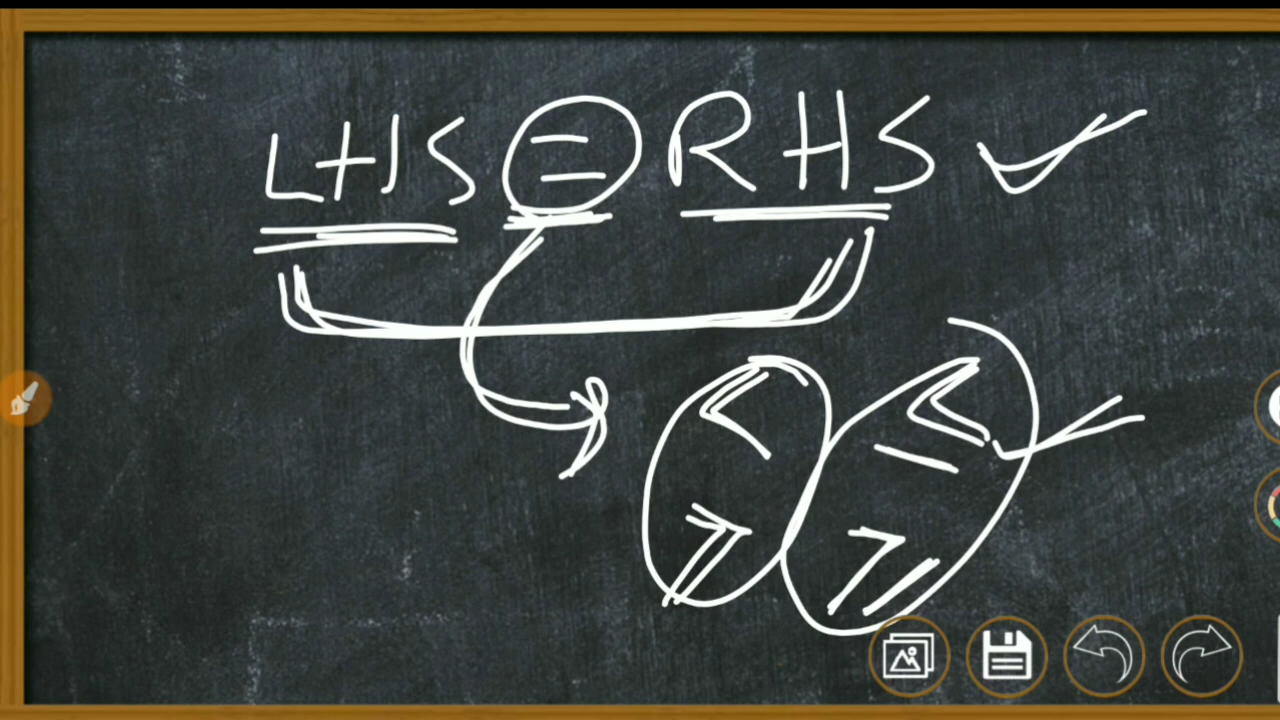 LHS = RHS
< ≤
> ≥